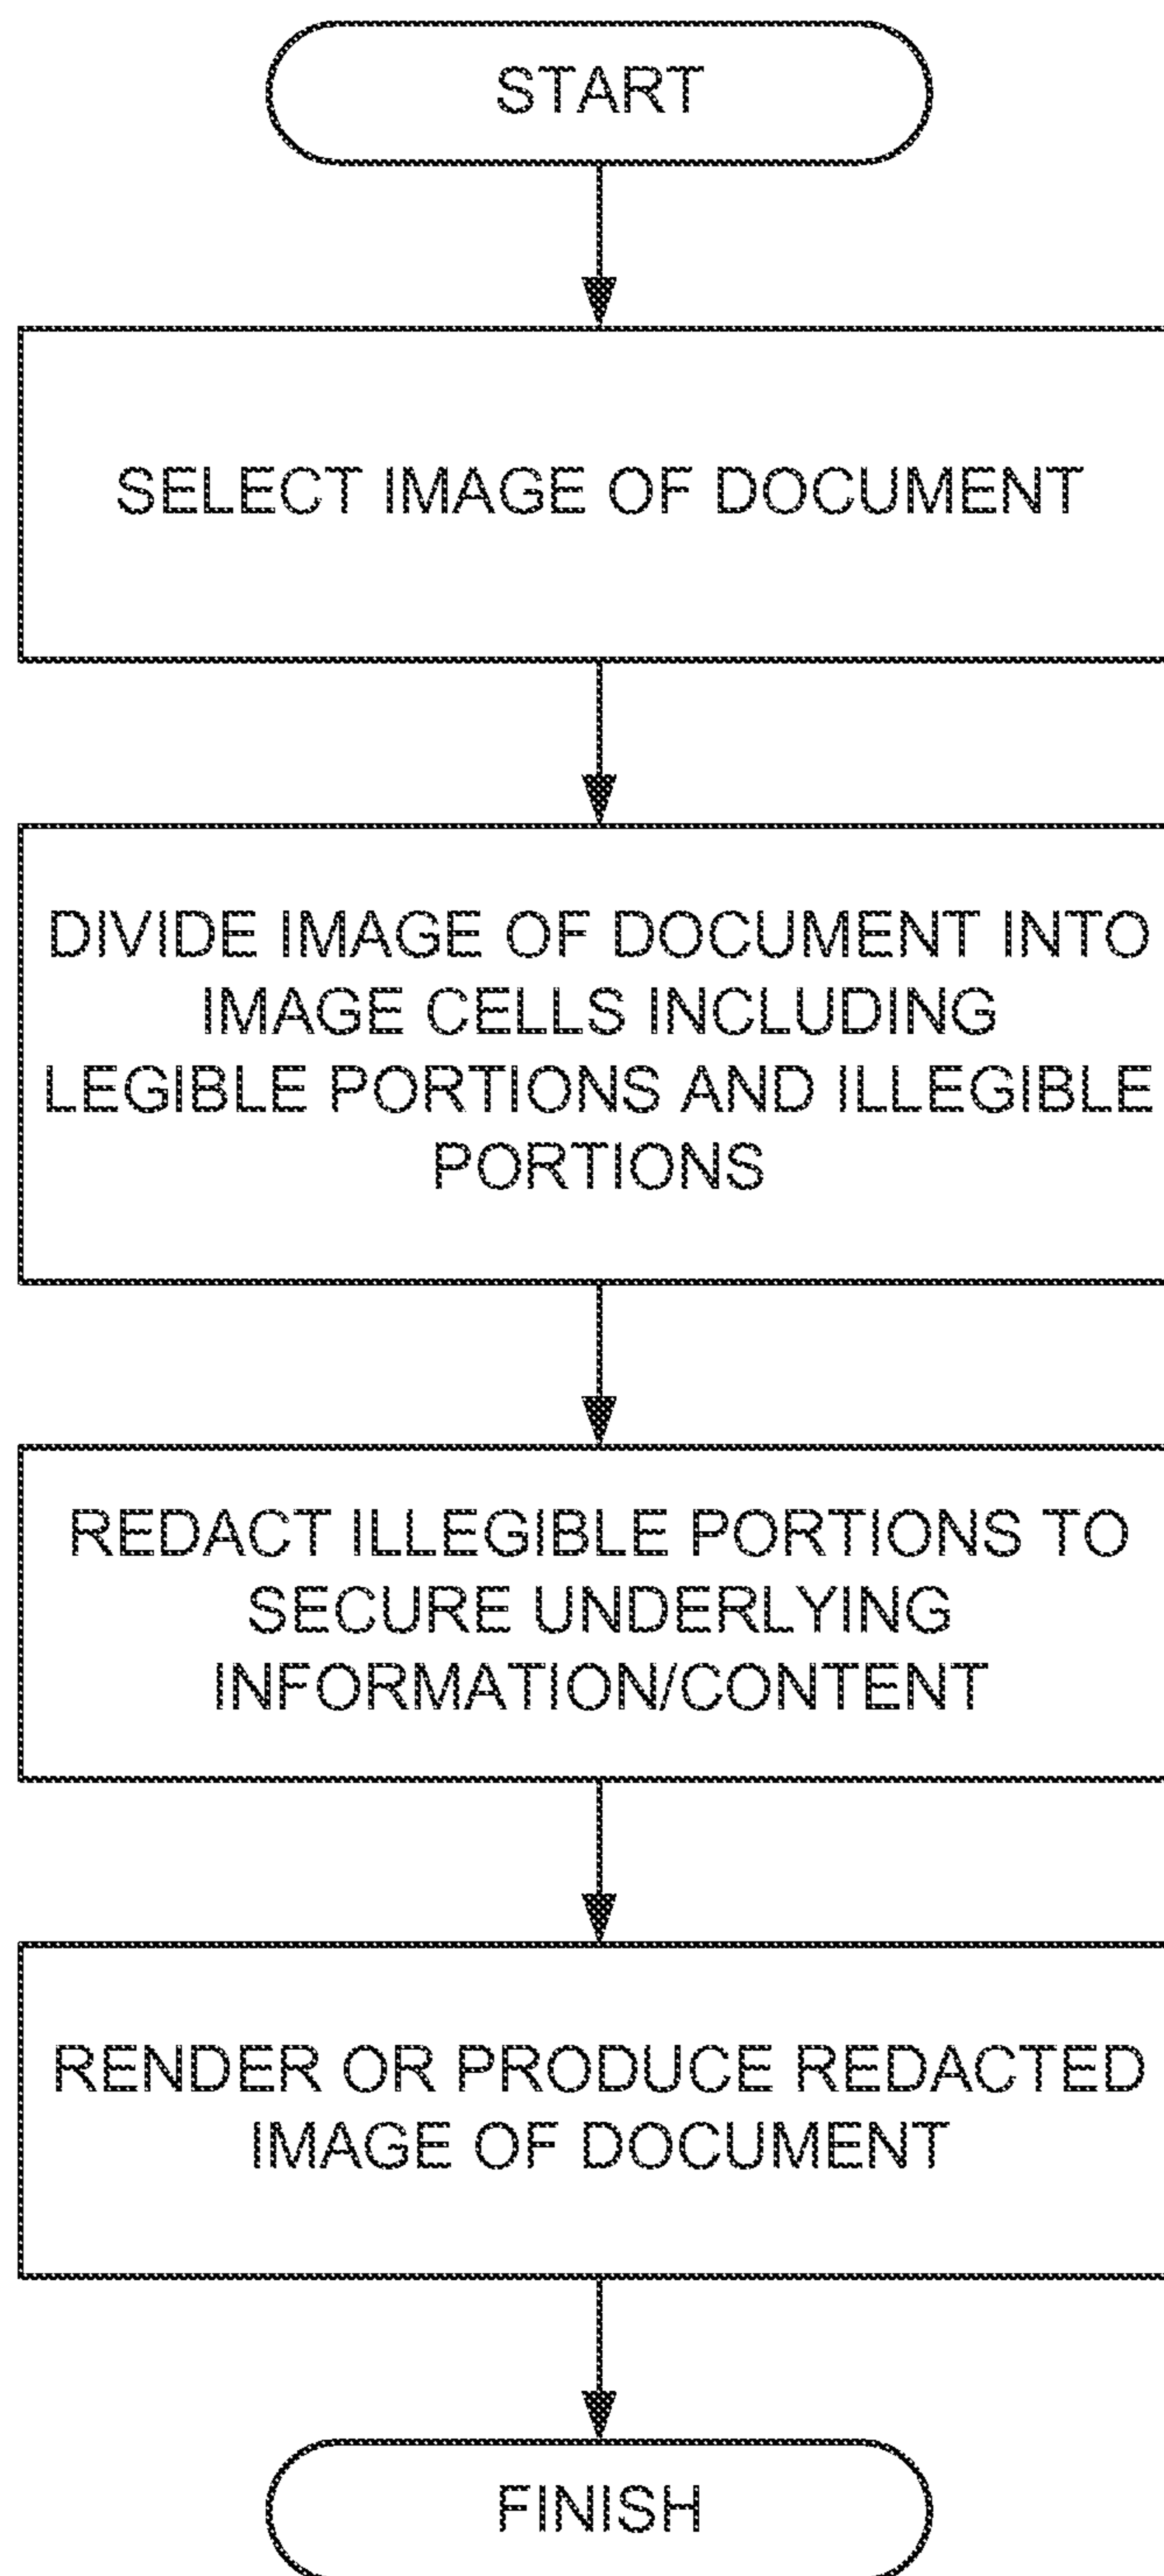 START
SELECT IMAGE OF DOCUMENT
DIVIDE IMAGE OF DOCUMENT INTO
IMAGE CELLS INCLUDING
LEGIBLE PORTIONS AND ILLEGIBLE
PORTIONS
REDACT ILLEGIBLE PORTIONS TO
SECURE UNDERLYING
INFORMATION/CONTENT
RENDER OR PRODUCE REDACTED
IMAGE OF DOCUMENT
FINISH